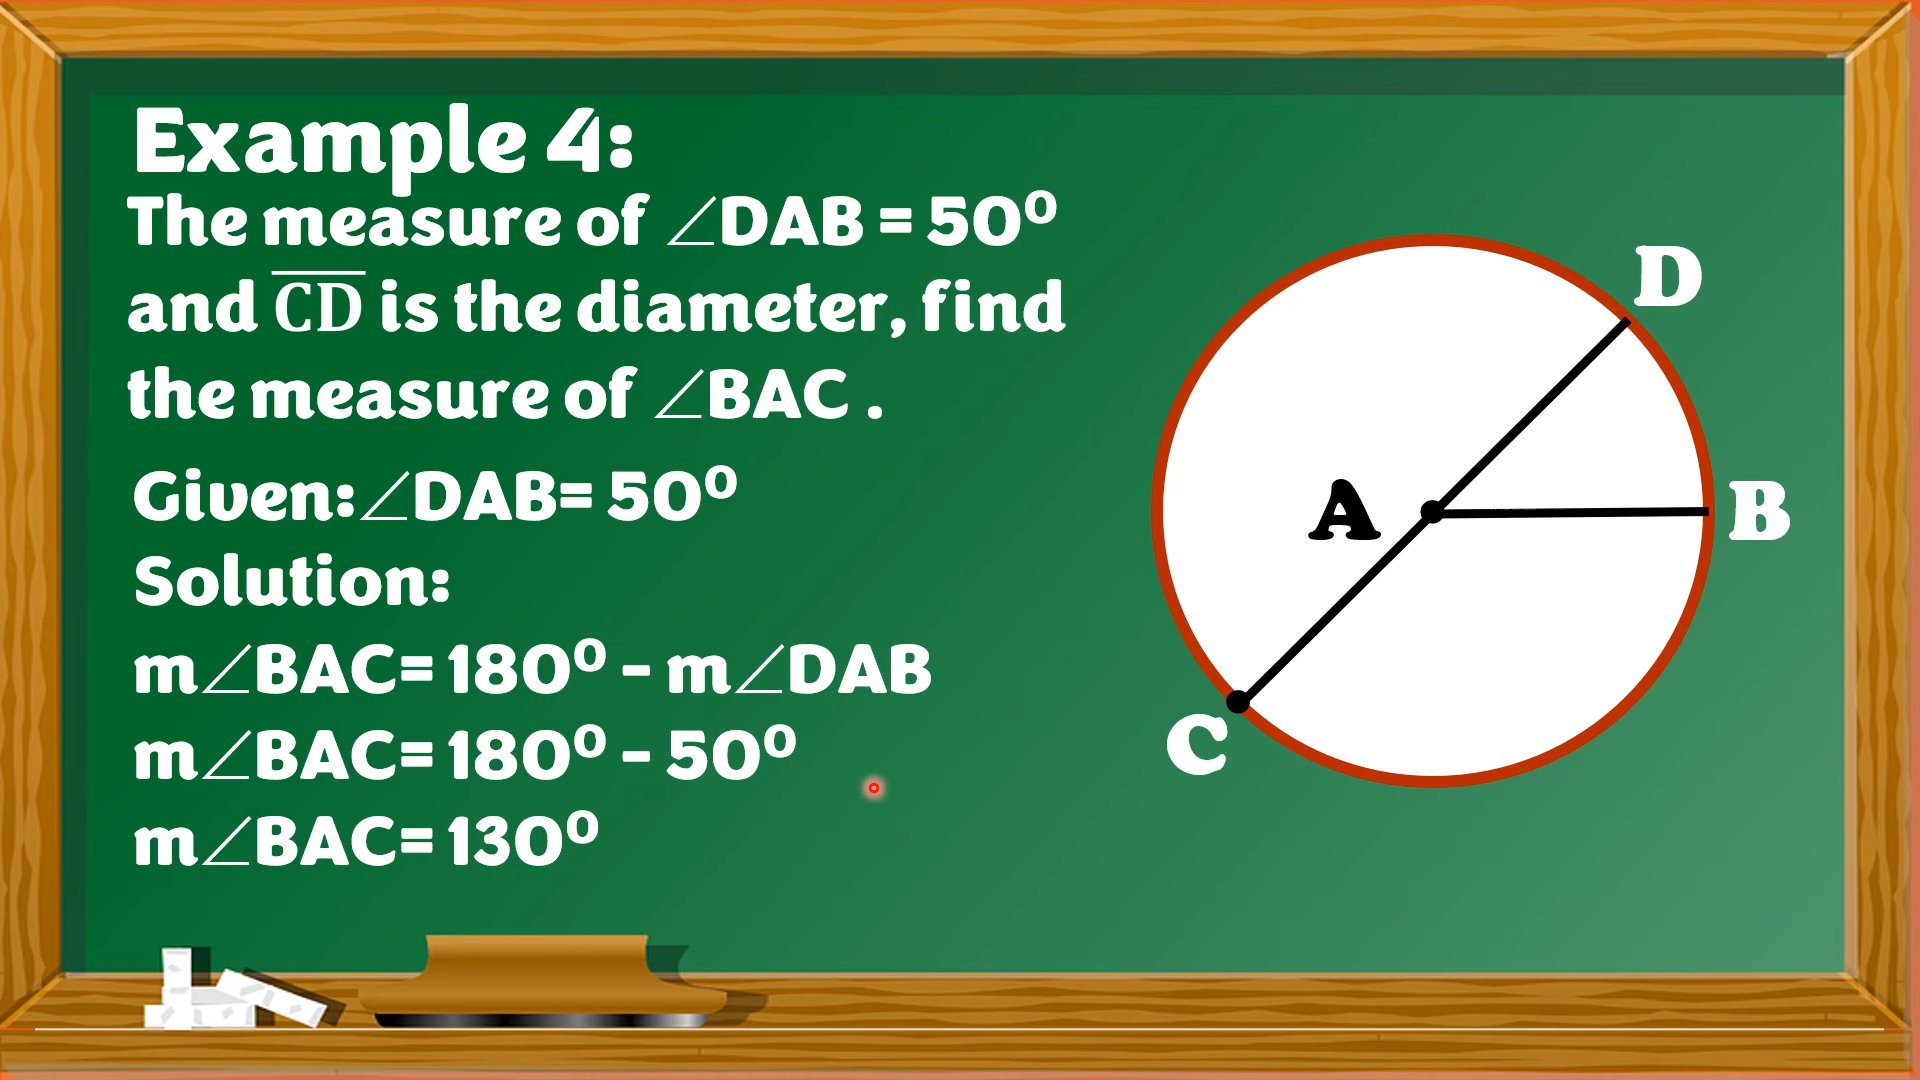 Example 4:
The measure of ∠DAB = 50⁰
and C̅D̅ is the diameter, find
the measure of ∠BAC .
Given:∠DAB= 50⁰
Solution:
m∠BAC= 180⁰ - m∠DAB
m∠BAC= 180⁰ - 50⁰
m∠BAC= 130⁰
D
A
B
C